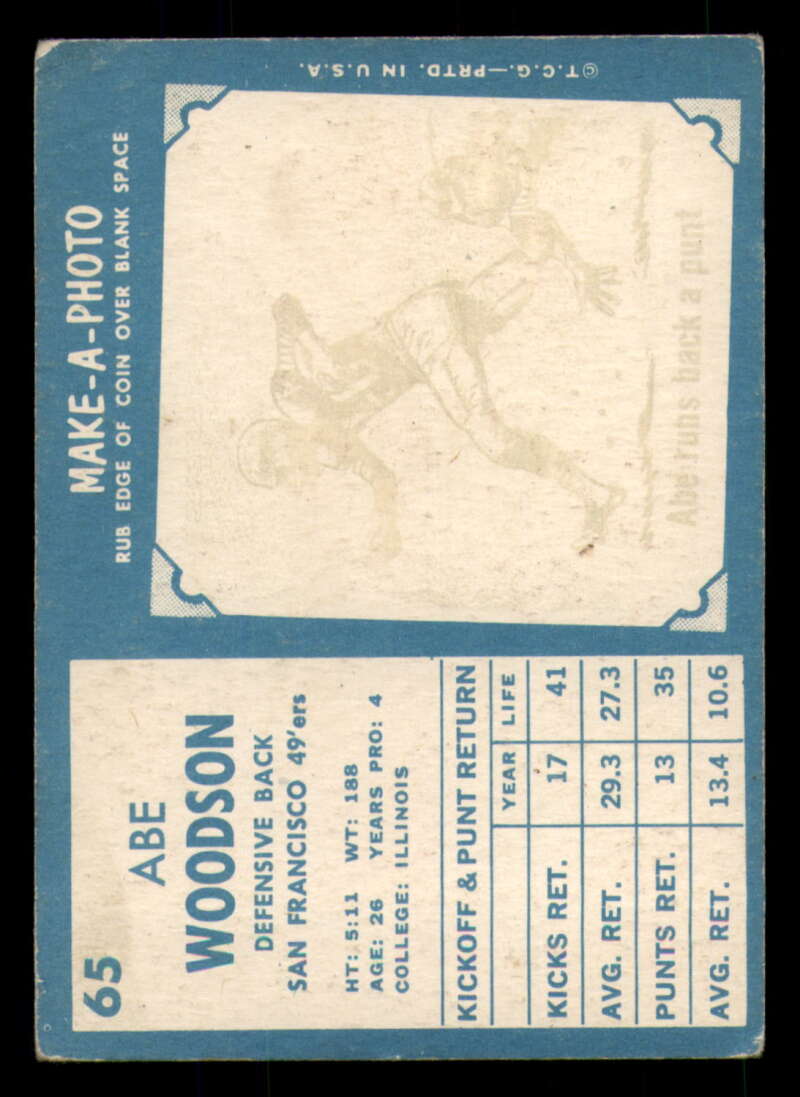 65
ABE
WOODSON
DEFENSIVE BACK
SAN FRANCISCO 49'ers
HT: 5:11 WT: 188
AGE: 26 YEARS PRO: 4
COLLEGE: ILLINOIS
KICKOFF & PUNT RETURN
YEAR LIFE
KICKS RET. 17 41
AVG. RET. 29.3 27.3
PUNTS RET. 13 35
AVG. RET. 13.4 10.6
MAKE-A-PHOTO
RUB EDGE OF COIN OVER BLANK SPACE
Abe runs back a punt
©T.C.G.—PRTD. IN U.S.A.